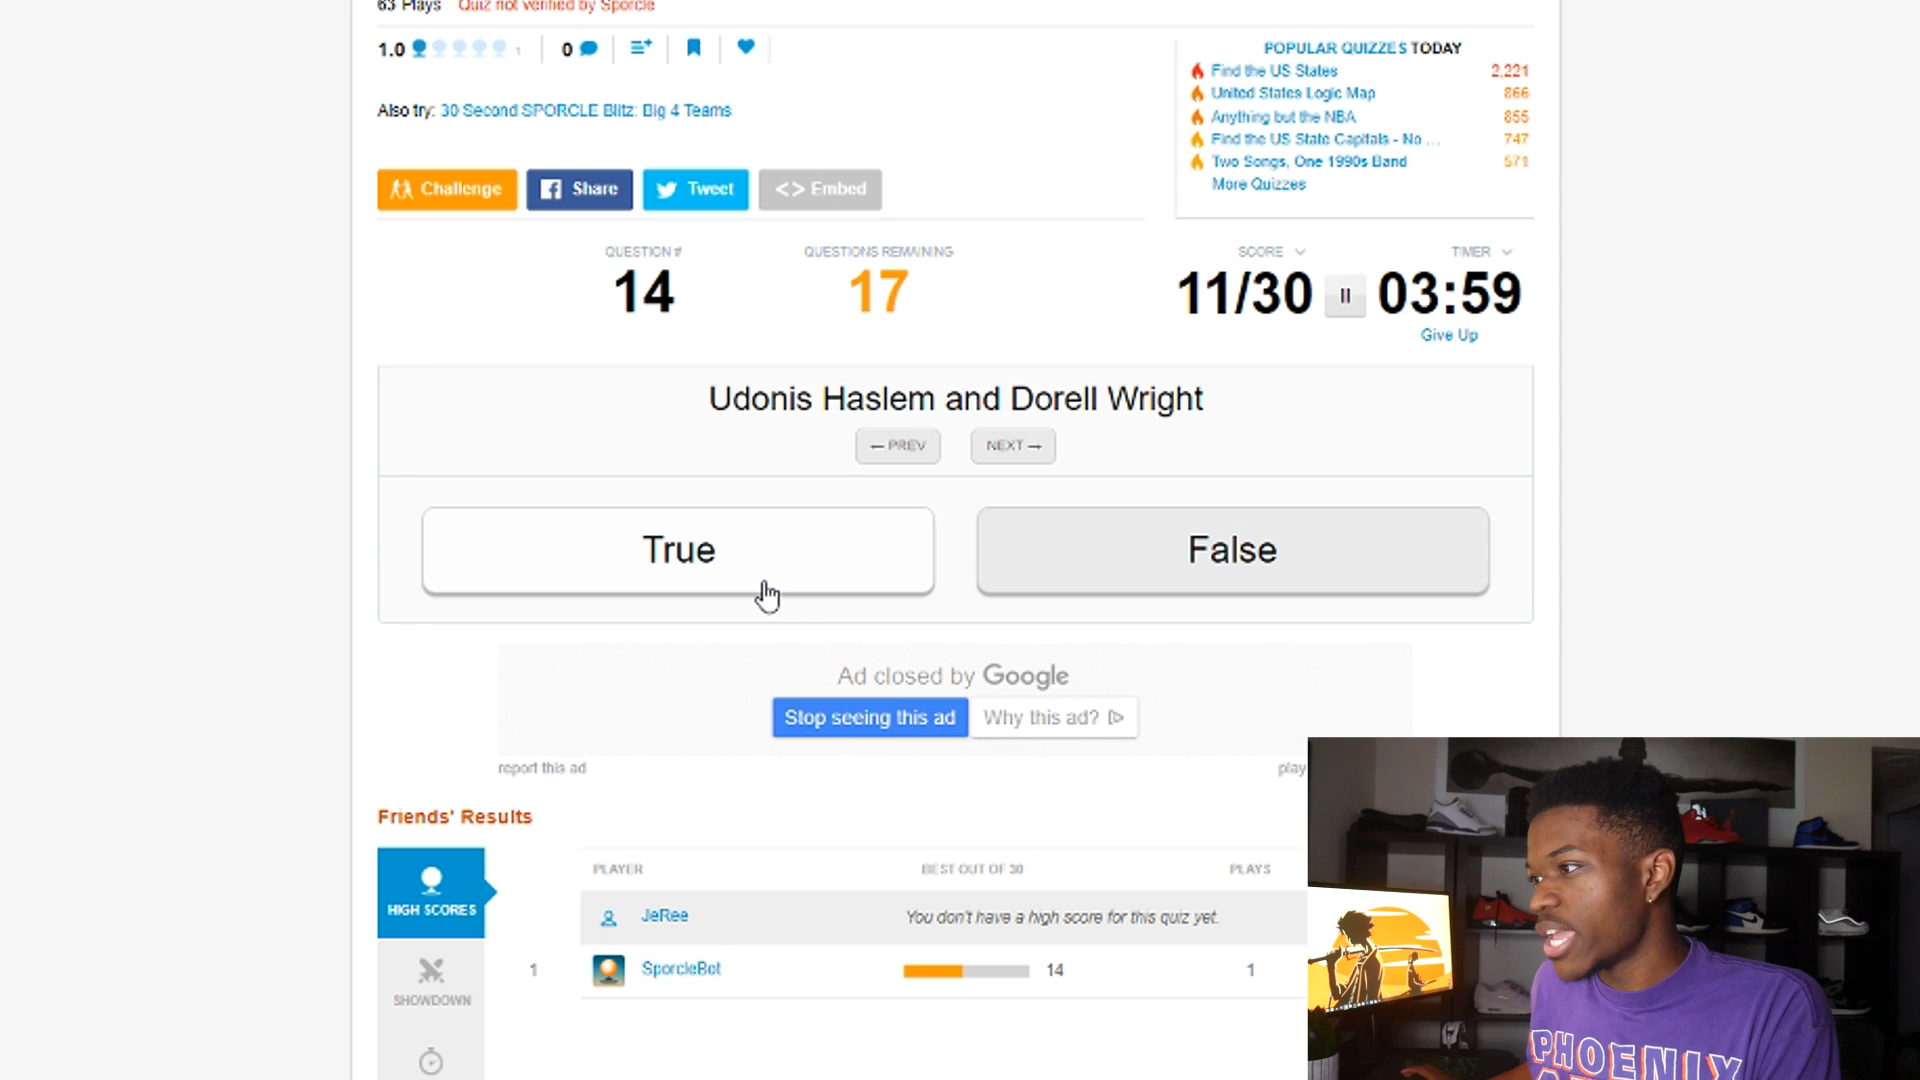 63 Plays Quiz not verified by Sporcle
1.0 1 0
Also try: 30 Second SPORCLE Blitz: Big 4 Teams
Challenge Share Tweet <> Embed
POPULAR QUIZZES TODAY
Find the US States 2,221
United States Logic Map 866
Anything but the NBA 855
Find the US State Capitals - No ... 747
Two Songs, One 1990s Band 571
More Quizzes
QUESTION # QUESTIONS REMAINING SCORE TIMER
14 17 11/30 03:59
Give Up
Udonis Haslem and Dorell Wright
← PREV NEXT →
True False
Ad closed by Google
Stop seeing this ad Why this ad?
report this ad play
Friends' Results
HIGH SCORES
SHOWDOWN
PLAYER BEST OUT OF 30 PLAYS
JeRee You don't have a high score for this quiz yet.
1 SporcleBot 14 1
PHOENIX